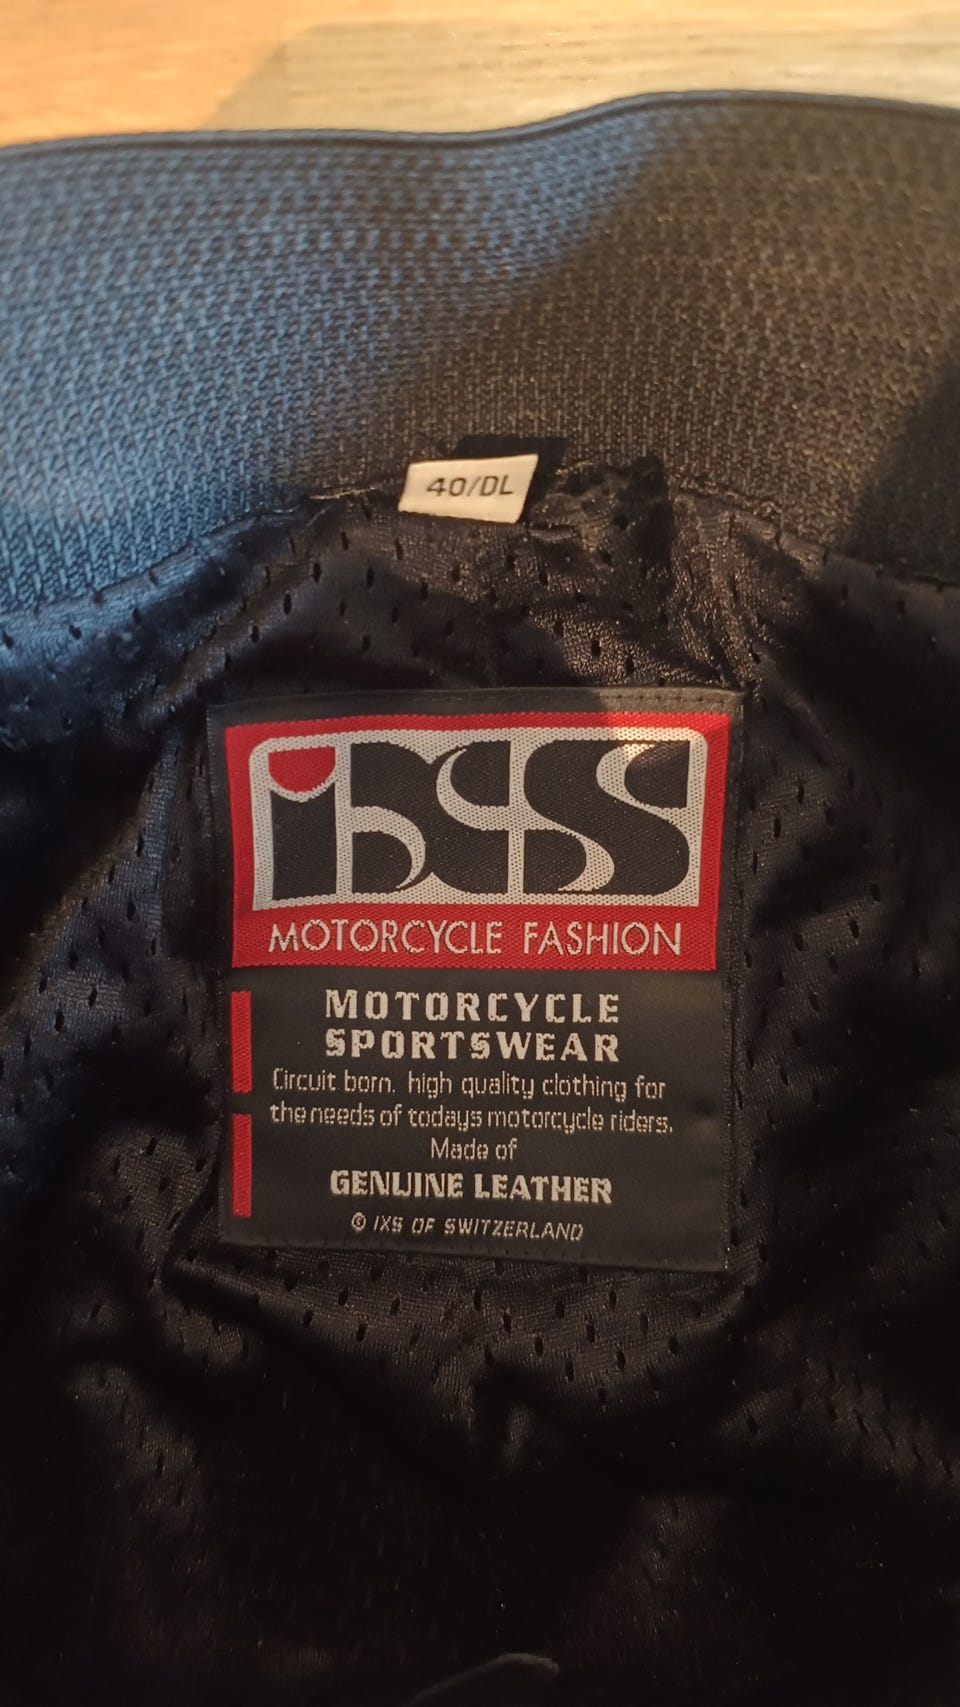 40/DL
iXS
MOTORCYCLE FASHION
MOTORCYCLE
SPORTSWEAR
Circuit born. high quality clothing for
the needs of todays motorcycle riders.
Made of
GENUINE LEATHER
© IXS OF SWITZERLAND